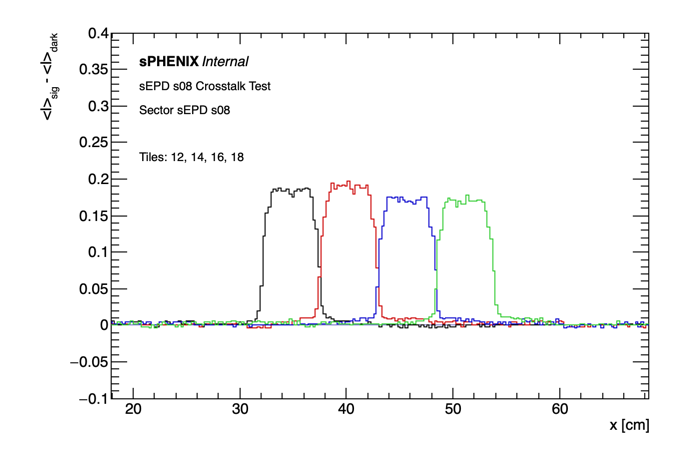 <I>sig - <I>dark
0.4
0.35
0.3
0.25
0.2
0.15
0.1
0.05
0
−0.05
−0.1
sPHENIX Internal
sEPD s08 Crosstalk Test
Sector sEPD s08
Tiles: 12, 14, 16, 18
20 30 40 50 60
x [cm]